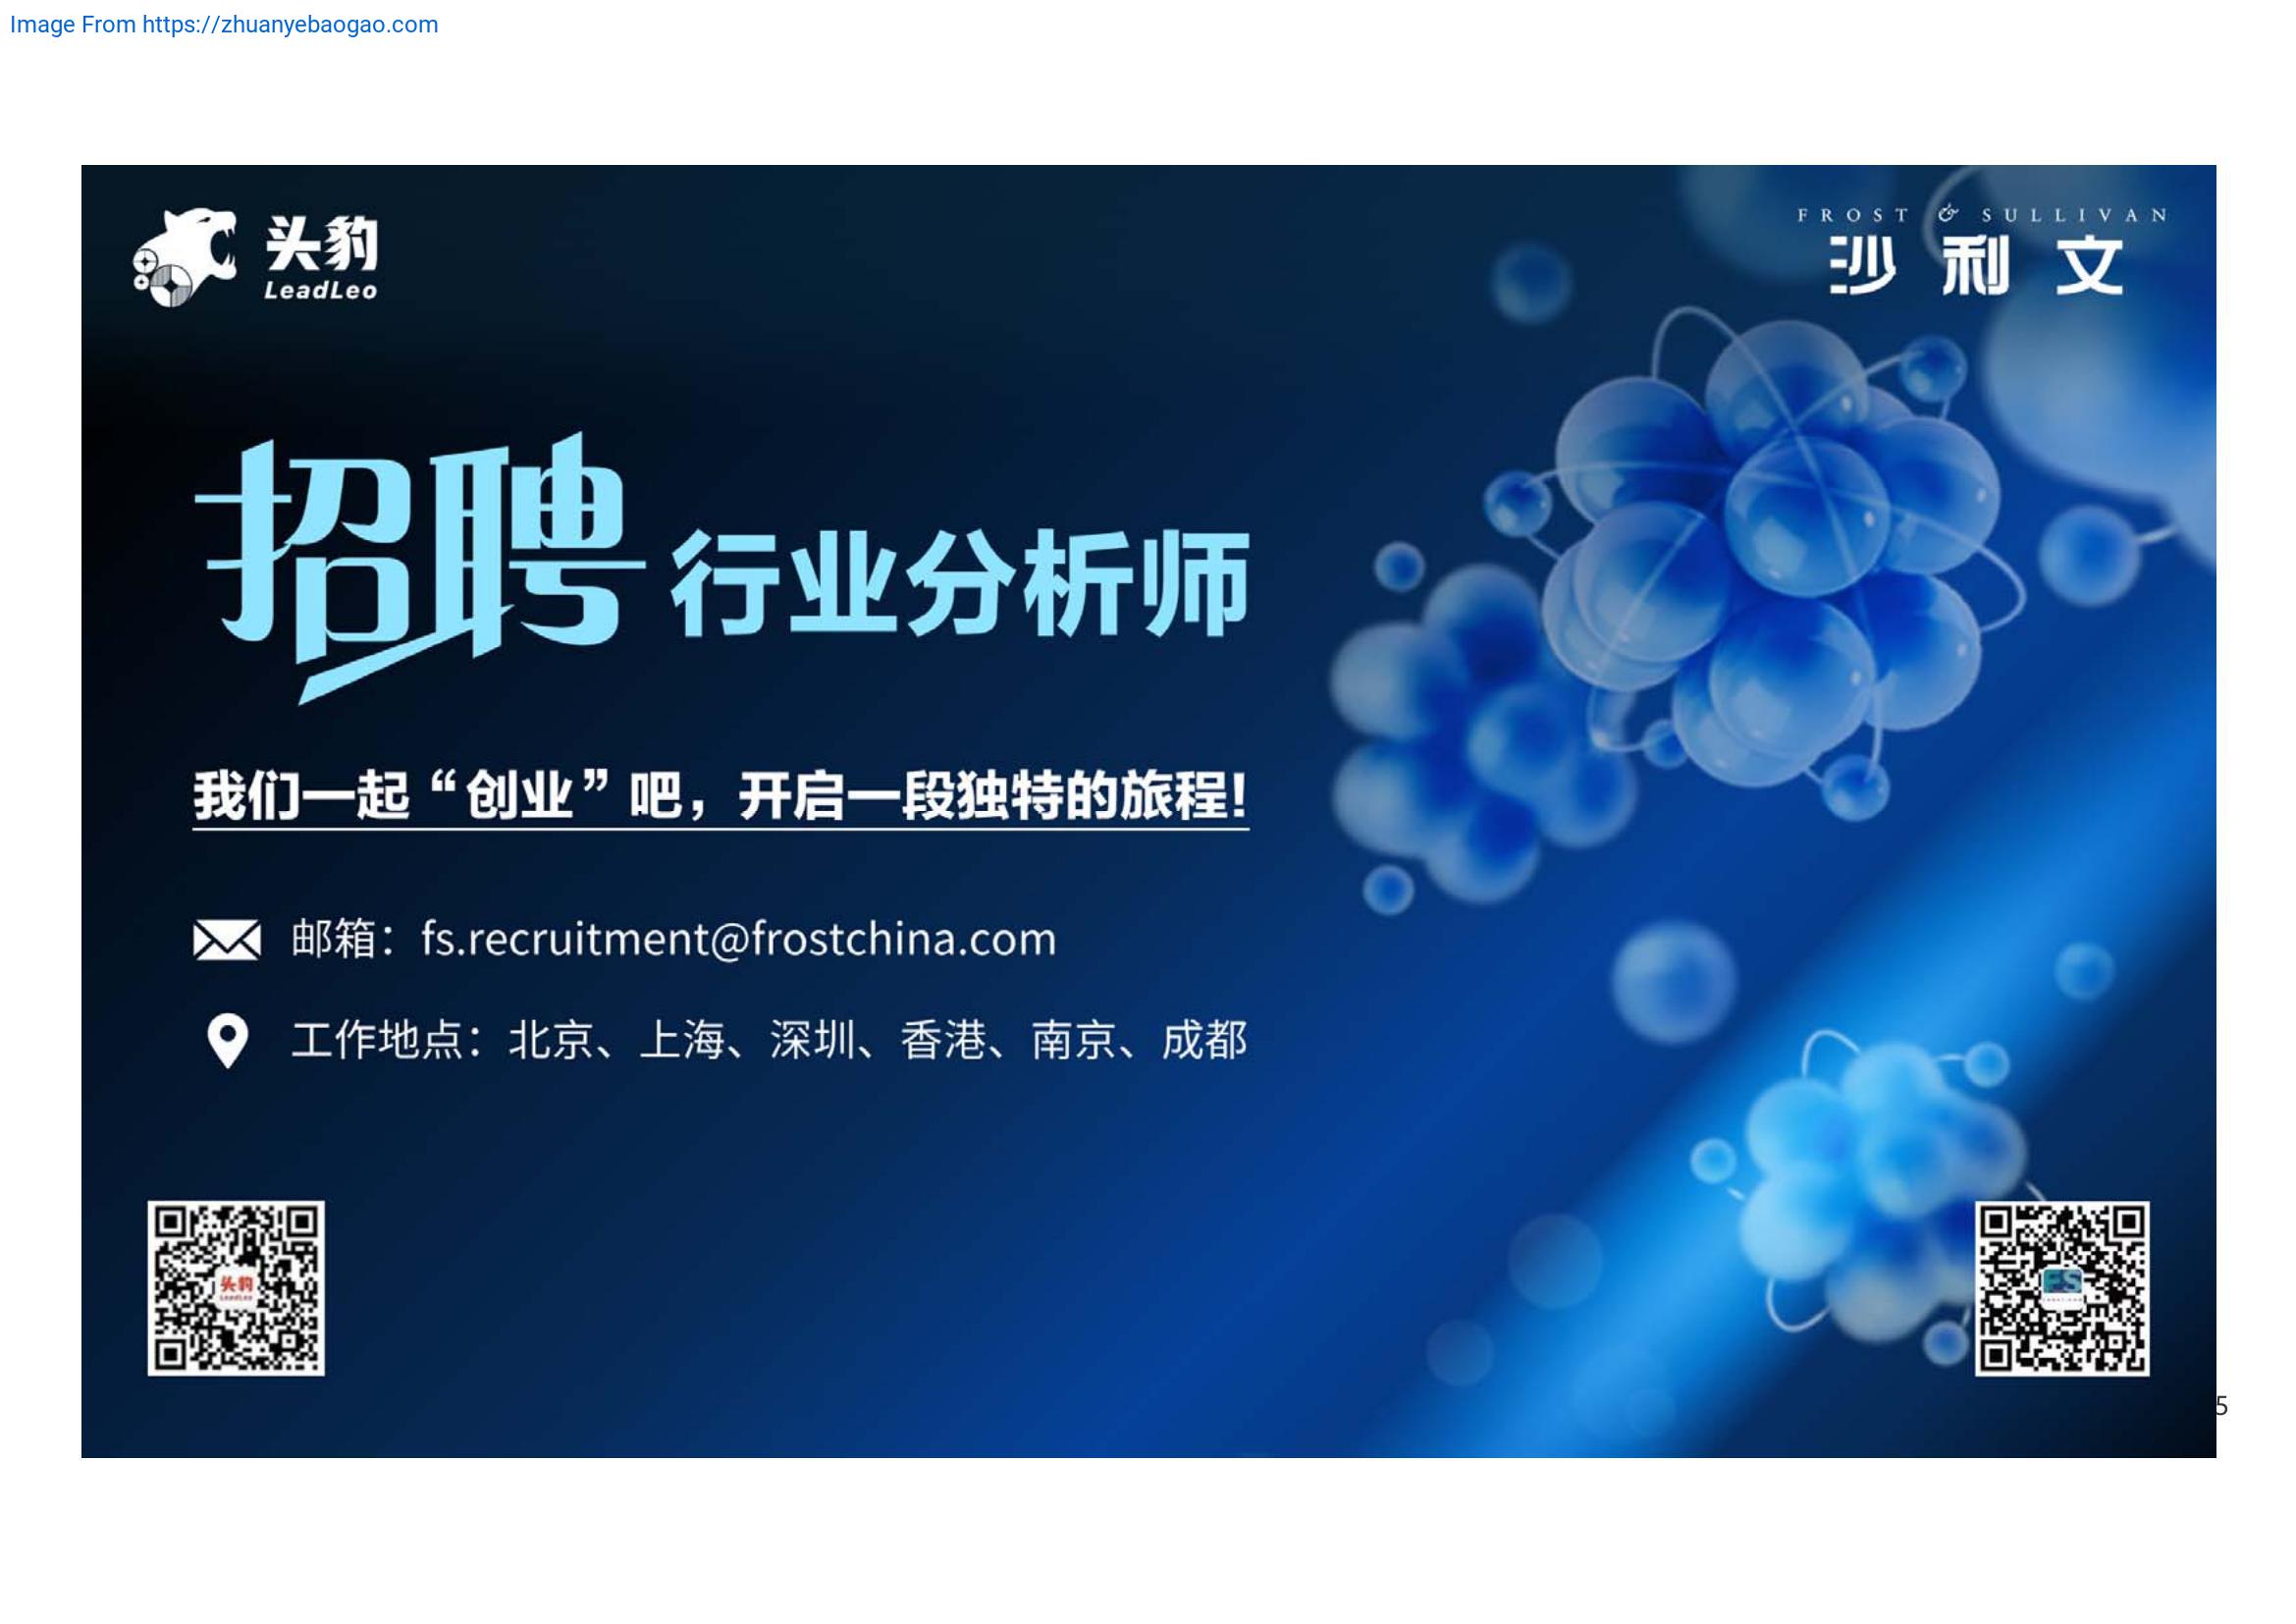 Image From https://zhuanyebaogao.com
头豹
LeadLeo
FROST & SULLIVAN
沙利文
招聘 行业分析师
我们一起“创业”吧，开启一段独特的旅程！
邮箱：fs.recruitment@frostchina.com
工作地点：北京、上海、深圳、香港、南京、成都
头豹
LeadLeo
FS
5